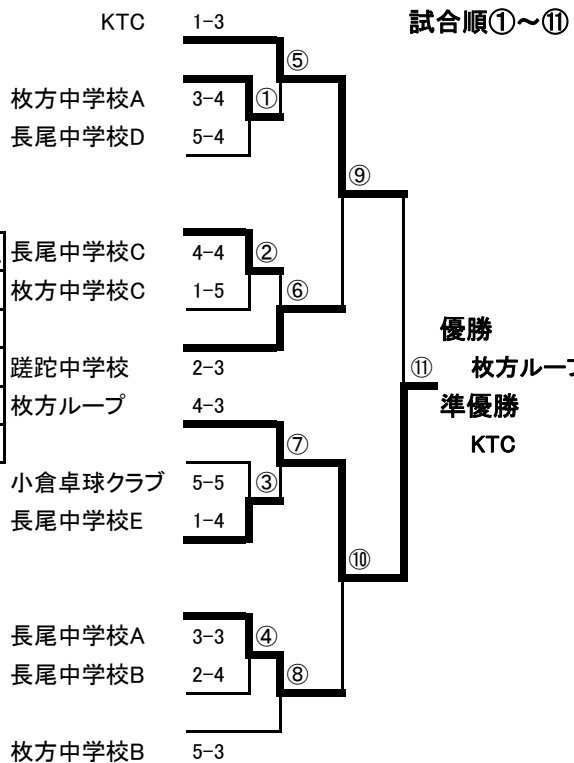 試合順①～⑪
KTC 1-3
⑤
枚方中学校A 3-4 ①
長尾中学校D 5-4
⑨
長尾中学校C 4-4 ②
枚方中学校C 1-5 ⑥
優勝
蹉跎中学校 2-3
⑪ 枚方ループ
枚方ループ 4-3
準優勝
⑦ KTC
小倉卓球クラブ 5-5 ③
長尾中学校E 1-4
⑩
長尾中学校A 3-3 ④
長尾中学校B 2-4
⑧
枚方中学校B 5-3